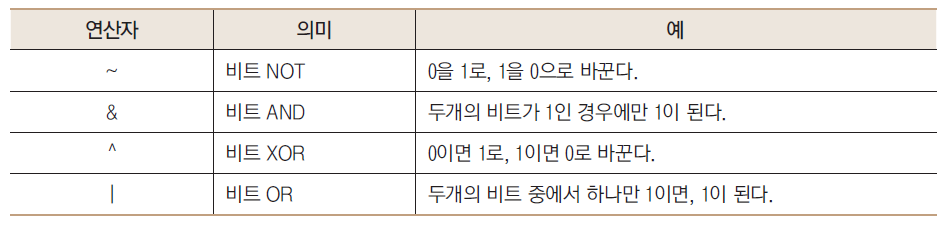 연산자 의미 예
~ 비트 NOT 0을 1로, 1을 0으로 바꾼다.
& 비트 AND 두개의 비트가 1인 경우에만 1이 된다.
^ 비트 XOR 0이면 1로, 1이면 0로 바꾼다.
| 비트 OR 두개의 비트 중에서 하나만 1이면, 1이 된다.